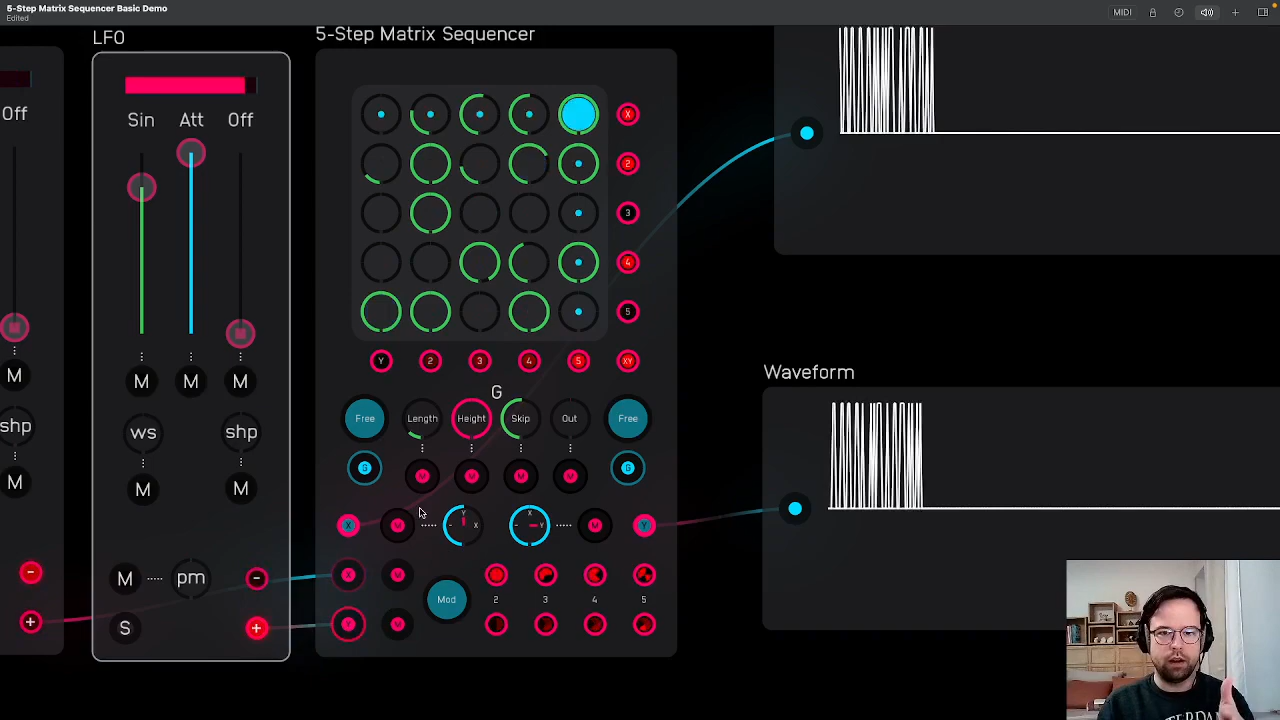 5-Step Matrix Sequencer Basic Demo
Edited
MIDI
LFO
5-Step Matrix Sequencer
Off
Sin Att Off
X
2
3
4
5
Y 2 3 4 5 XY
G
Free Length Height Skip Out Free
M M M M
G M M M M G
shp ws shp
M M M
X M Y - X X - Y M Y
- M pm - X M
Mod 2 3 4 5
+ S + Y M
Waveform